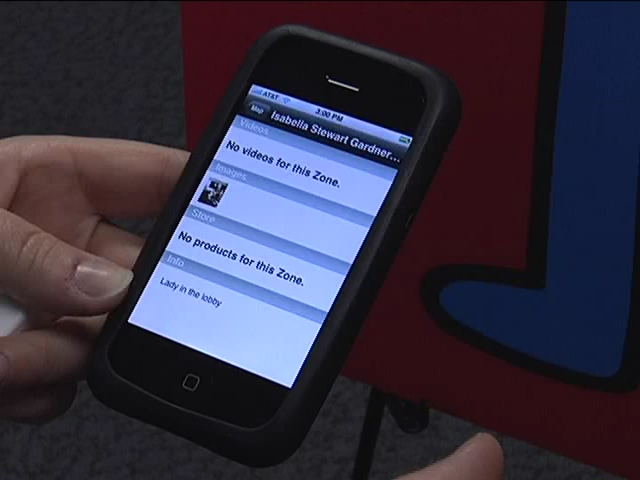 AT&T 3:00 PM
Map Isabella Stewart Gardner...
Videos
No videos for this Zone.
Images
Store
No products for this Zone.
Info
Lady in the lobby